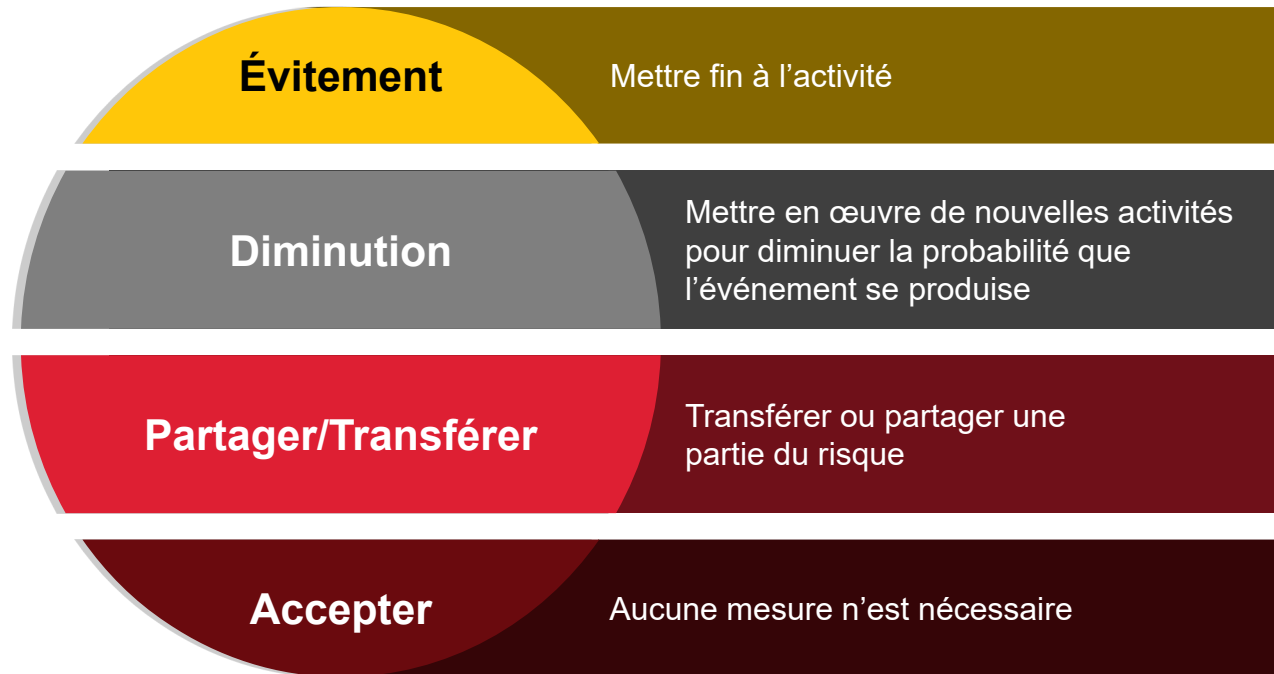 Évitement
Mettre fin à l’activité
Diminution
Mettre en œuvre de nouvelles activités
pour diminuer la probabilité que
l’événement se produise
Partager/Transférer
Transférer ou partager une
partie du risque
Accepter
Aucune mesure n’est nécessaire